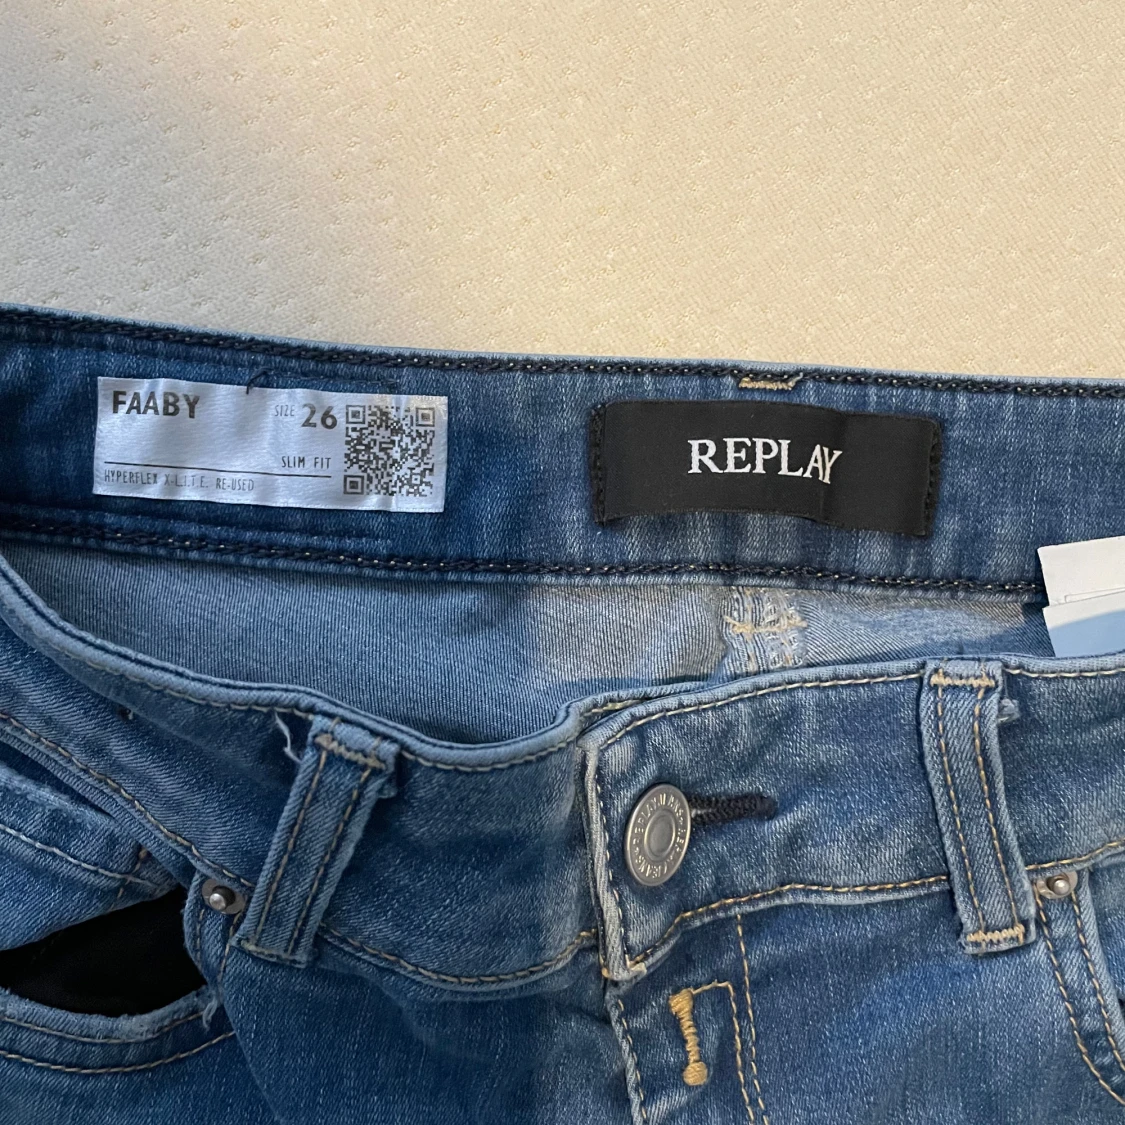 FAABY
SIZE 26
SLIM FIT
HYPERFLEX X-L.I.T.E. RE-USED
REPLAY